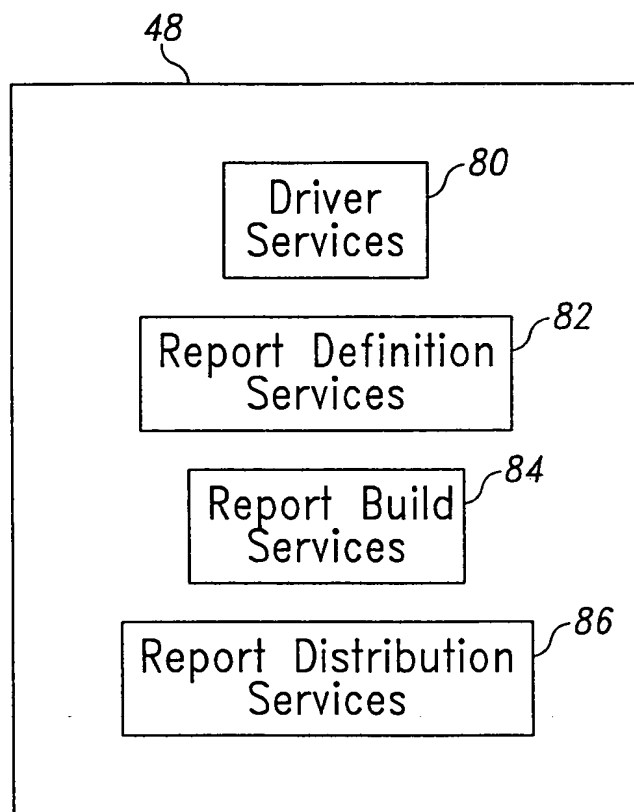 48
80
Driver
Services
82
Report Definition
Services
84
Report Build
Services
86
Report Distribution
Services